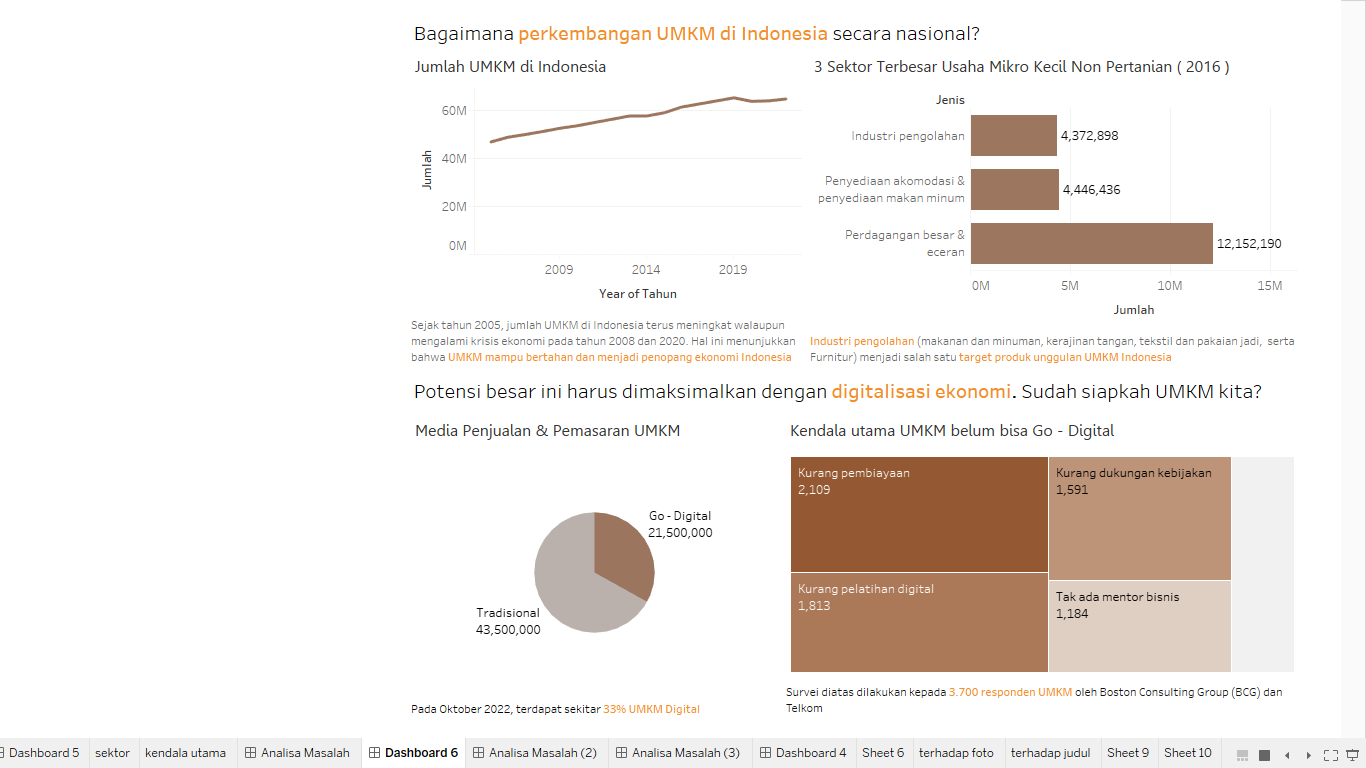 Bagaimana perkembangan UMKM di Indonesia secara nasional?
Jumlah UMKM di Indonesia
60M
40M
20M
0M
Jumlah
2009 2014 2019
Year of Tahun
Sejak tahun 2005, jumlah UMKM di Indonesia terus meningkat walaupun
mengalami krisis ekonomi pada tahun 2008 dan 2020. Hal ini menunjukkan
bahwa UMKM mampu bertahan dan menjadi penopang ekonomi Indonesia
3 Sektor Terbesar Usaha Mikro Kecil Non Pertanian ( 2016 )
Jenis
Industri pengolahan 4,372,898
Penyediaan akomodasi &
penyediaan makan minum 4,446,436
Perdagangan besar &
eceran 12,152,190
0M 5M 10M 15M
Jumlah
Industri pengolahan (makanan dan minuman, kerajinan tangan, tekstil dan pakaian jadi, serta
Furnitur) menjadi salah satu target produk unggulan UMKM Indonesia
Potensi besar ini harus dimaksimalkan dengan digitalisasi ekonomi. Sudah siapkah UMKM kita?
Media Penjualan & Pemasaran UMKM
Go - Digital
21,500,000
Tradisional
43,500,000
Pada Oktober 2022, terdapat sekitar 33% UMKM Digital
Kendala utama UMKM belum bisa Go - Digital
Kurang pembiayaan
2,109
Kurang pelatihan digital
1,813
Kurang dukungan kebijakan
1,591
Tak ada mentor bisnis
1,184
Survei diatas dilakukan kepada 3.700 responden UMKM oleh Boston Consulting Group (BCG) dan
Telkom
Dashboard 5 sektor kendala utama Analisa Masalah Dashboard 6 Analisa Masalah (2) Analisa Masalah (3) Dashboard 4 Sheet 6 terhadap foto terhadap judul Sheet 9 Sheet 10